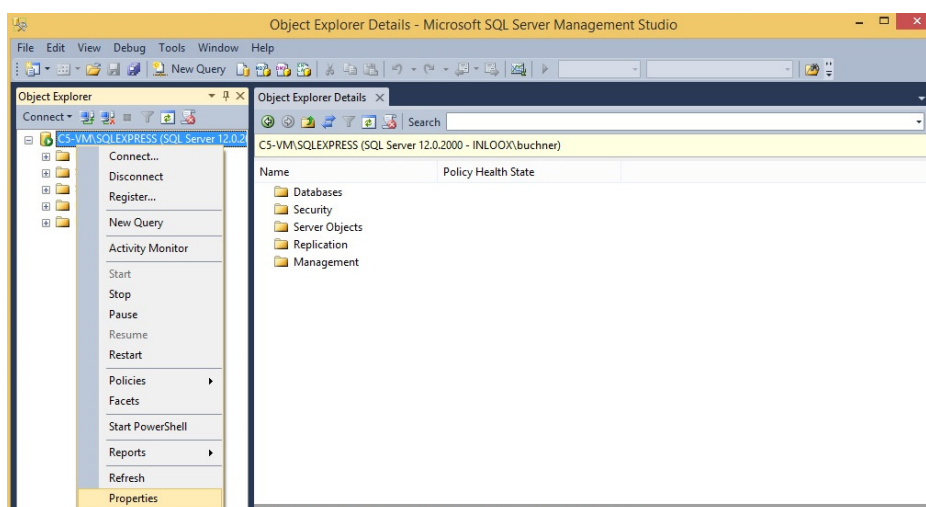 Object Explorer Details - Microsoft SQL Server Management Studio
File Edit View Debug Tools Window Help
New Query
Object Explorer
Object Explorer Details
Connect
Search
C5-VM\SQLEXPRESS (SQL Server 12.0.2
C5-VM\SQLEXPRESS (SQL Server 12.0.2000 - INLOOX\buchner)
Name Policy Health State
Databases
Security
Server Objects
Replication
Management
Connect...
Disconnect
Register...
New Query
Activity Monitor
Start
Stop
Pause
Resume
Restart
Policies
Facets
Start PowerShell
Reports
Refresh
Properties